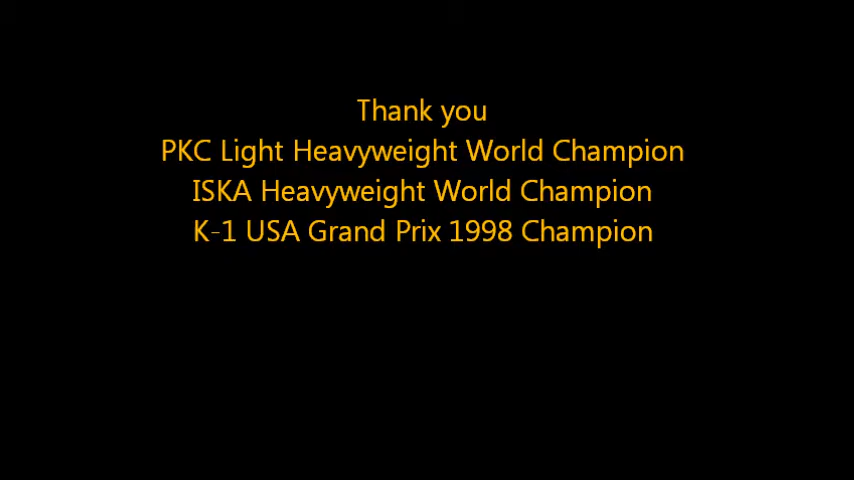 Thank you
PKC Light Heavyweight World Champion
ISKA Heavyweight World Champion
K-1 USA Grand Prix 1998 Champion